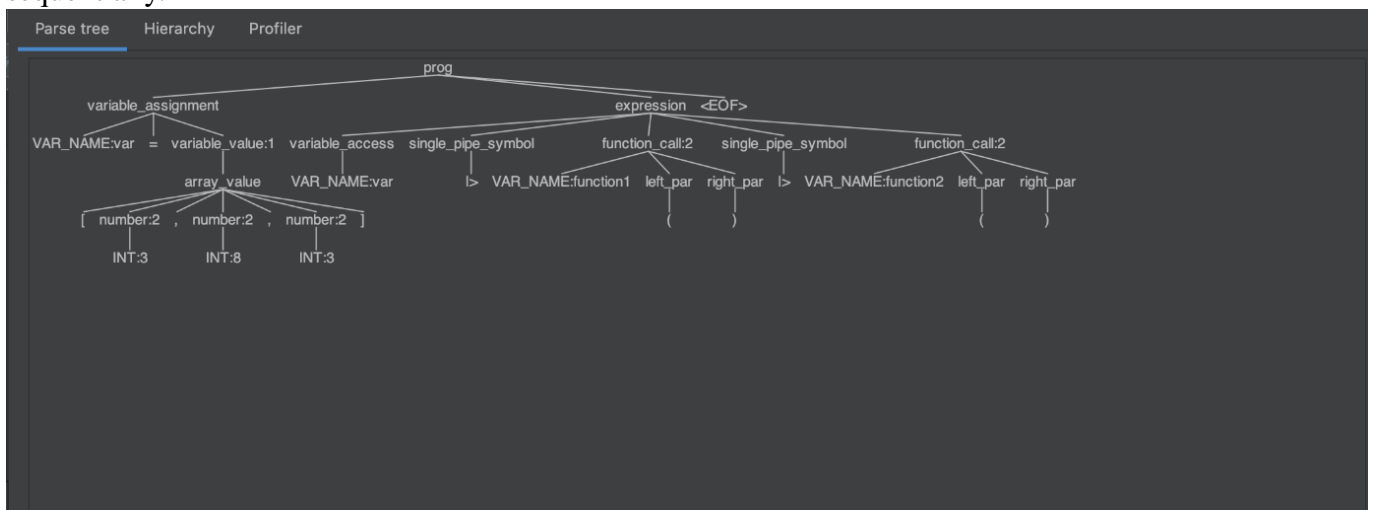 Parse tree Hierarchy Profiler
prog
variable_assignment expression <EOF>
VAR_NAME:var = variable_value:1 variable_access single_pipe_symbol function_call:2 single_pipe_symbol function_call:2
array_value VAR_NAME:var |> VAR_NAME:function1 left_par right_par |> VAR_NAME:function2 left_par right_par
[ number:2 , number:2 , number:2 ] ( ) ( )
INT:3 INT:8 INT:3